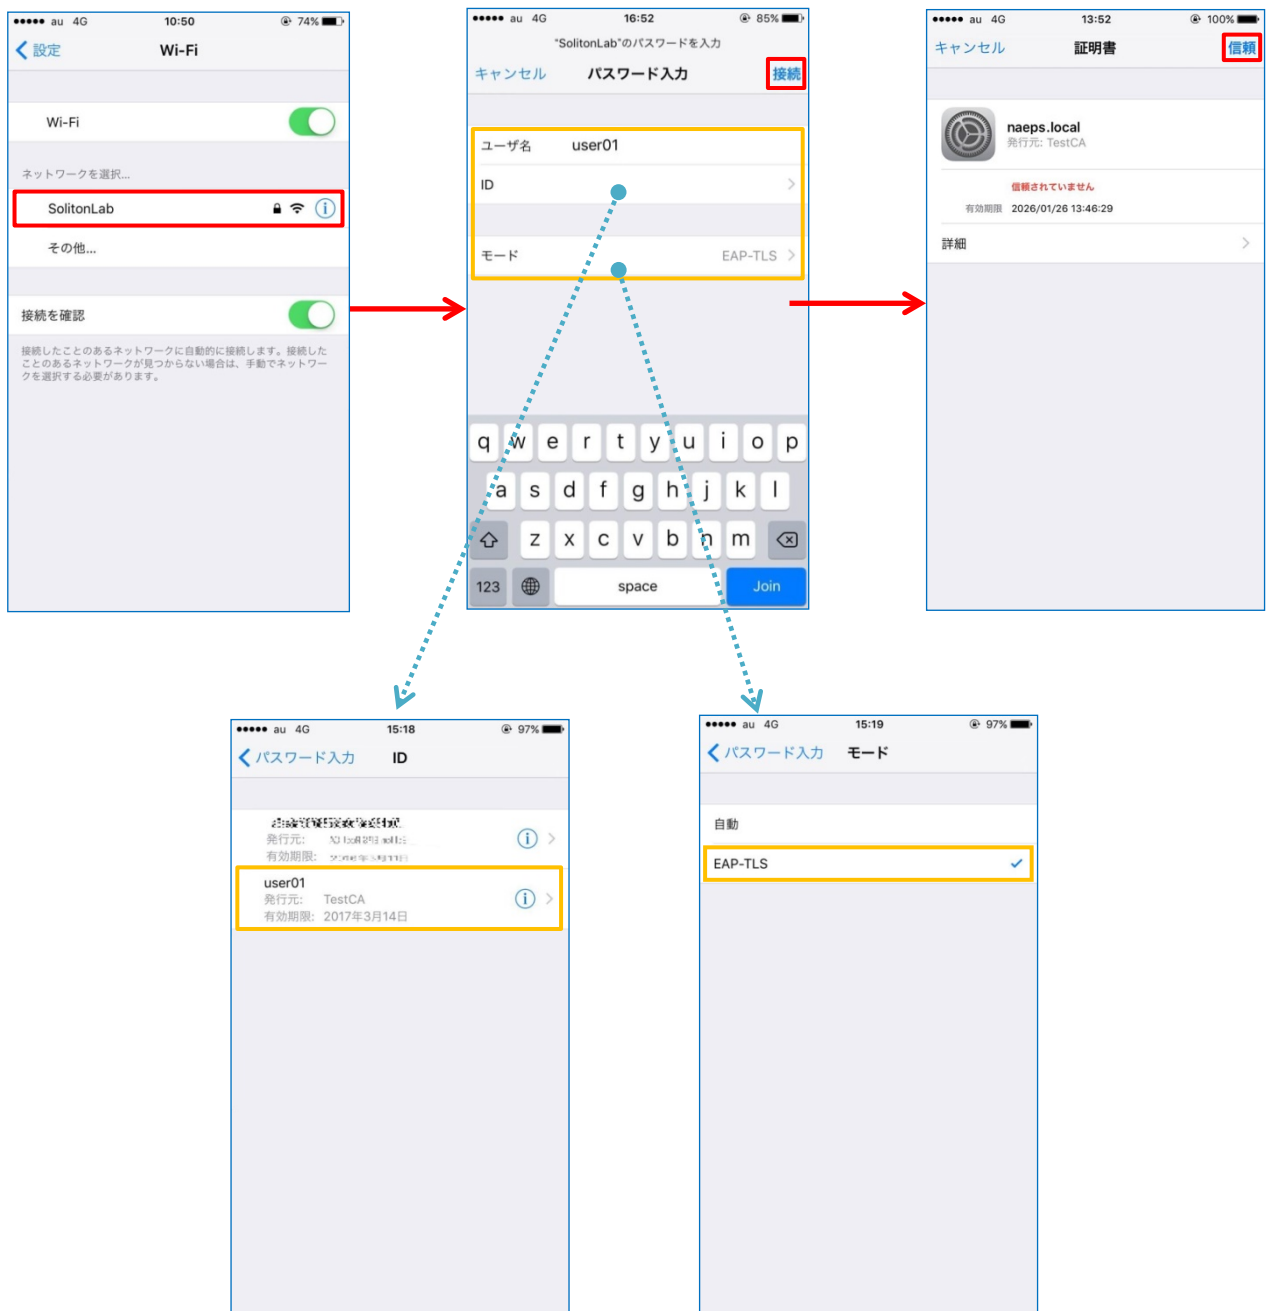 au 4G 10:50 74%
設定 Wi-Fi
Wi-Fi
ネットワークを選択...
SolitonLab
その他...
接続を確認
接続したことのあるネットワークに自動的に接続します。接続した
ことのあるネットワークが見つからない場合は、手動でネットワー
クを選択する必要があります。
au 4G 16:52 85%
"SolitonLab"のパスワードを入力
キャンセル パスワード入力 接続
ユーザ名 user01
ID
モード EAP-TLS
q w e r t y u i o p
a s d f g h j k l
z x c v b n m
123 space Join
au 4G 13:52 100%
キャンセル 証明書 信頼
naeps.local
発行元: TestCA
信頼されていません
有効期限 2026/01/26 13:46:29
詳細
au 4G 15:18 97%
パスワード入力 ID
発行元:
有効期限:
user01
発行元: TestCA
有効期限: 2017年3月14日
au 4G 15:19 97%
パスワード入力 モード
自動
EAP-TLS